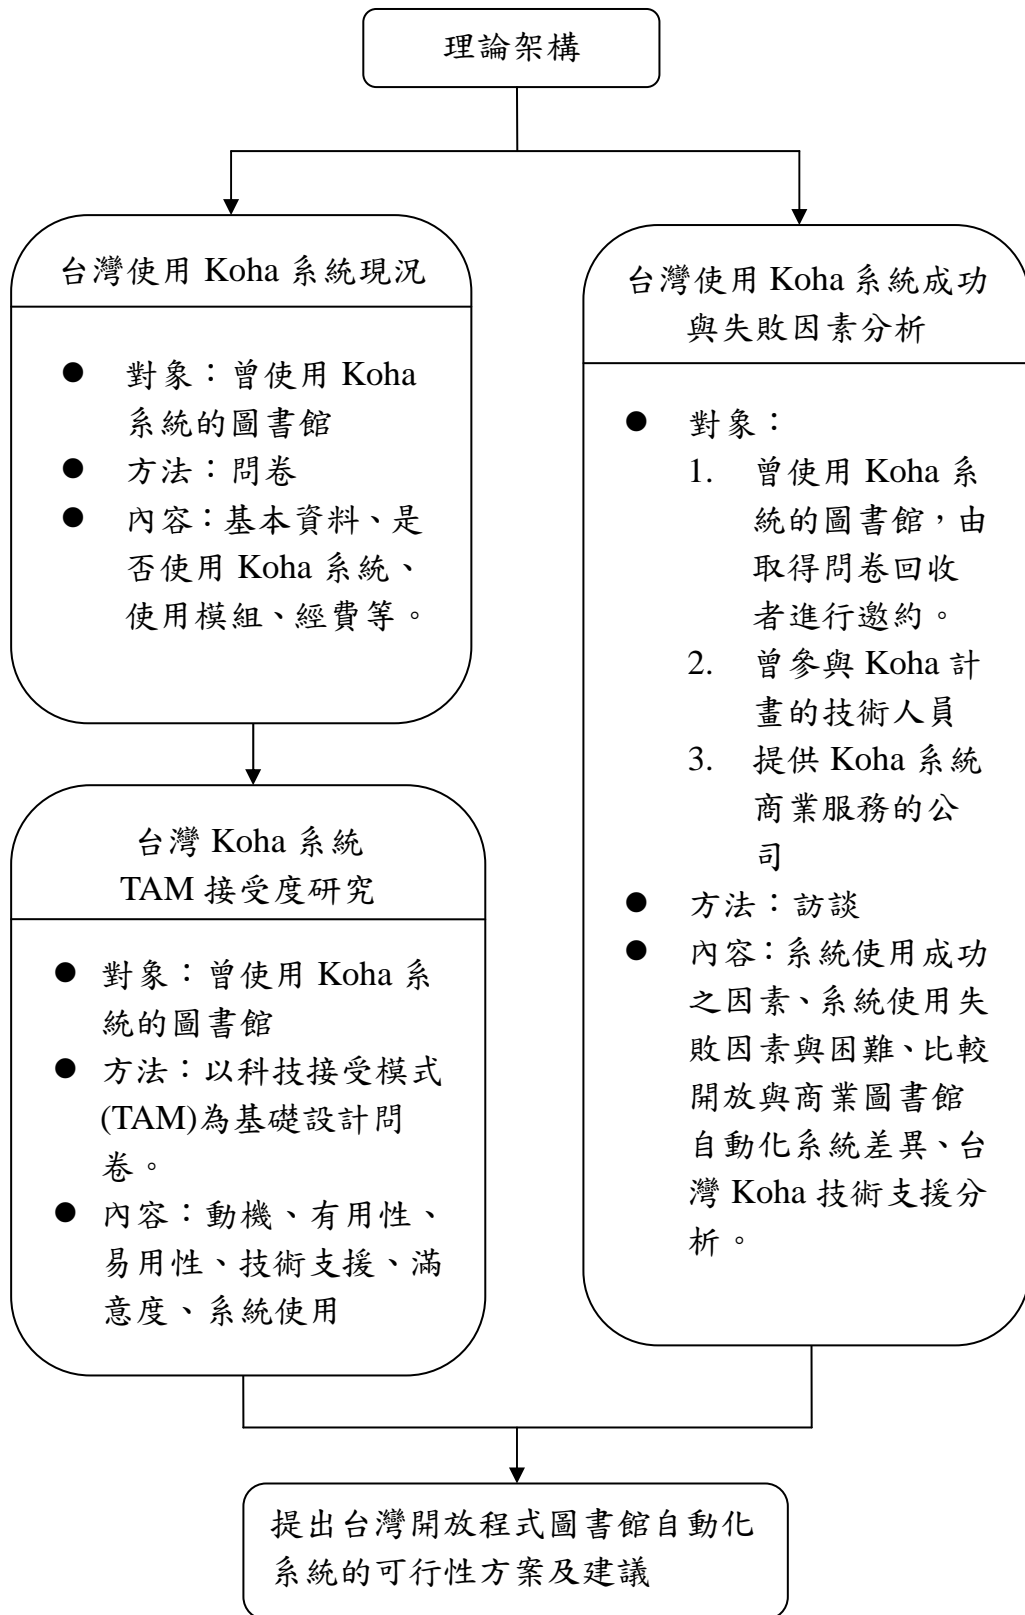 理論架構
台灣使用 Koha 系統現況
● 對象：曾使用 Koha
系統的圖書館
● 方法：問卷
● 內容：基本資料、是
否使用 Koha 系統、
使用模組、經費等。
台灣 Koha 系統
TAM 接受度研究
● 對象：曾使用 Koha 系
統的圖書館
● 方法：以科技接受模式
(TAM)為基礎設計問
卷。
● 內容：動機、有用性、
易用性、技術支援、滿
意度、系統使用
台灣使用 Koha 系統成功
與失敗因素分析
● 對象：
1. 曾使用 Koha 系
統的圖書館，由
取得問卷回收
者進行邀約。
2. 曾參與 Koha 計
畫的技術人員
3. 提供 Koha 系統
商業服務的公
司
● 方法：訪談
● 內容：系統使用成功
之因素、系統使用失
敗因素與困難、比較
開放與商業圖書館
自動化系統差異、台
灣 Koha 技術支援分
析。
提出台灣開放程式圖書館自動化
系統的可行性方案及建議